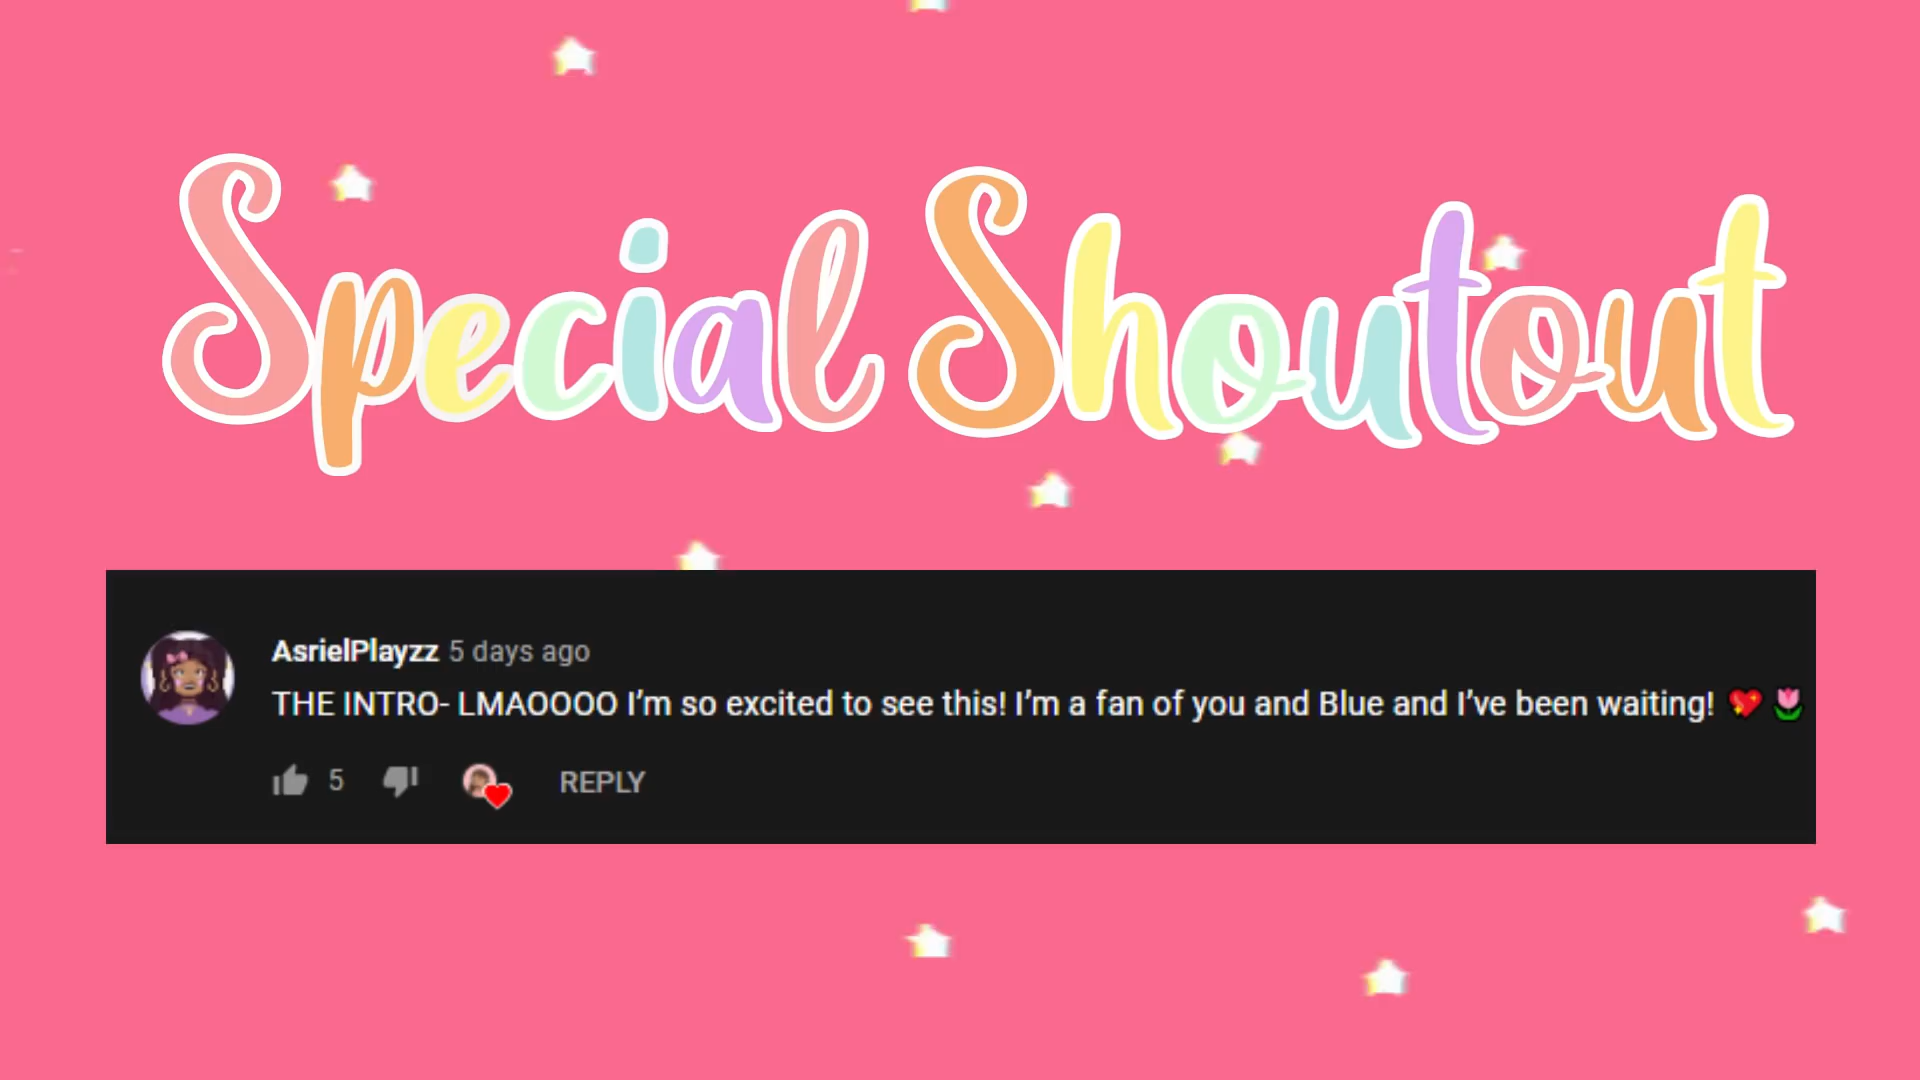 Special Shoutout
AsrielPlayzz 5 days ago
THE INTRO- LMAOOOO I’m so excited to see this! I’m a fan of you and Blue and I’ve been waiting! 💖🌷
5 REPLY